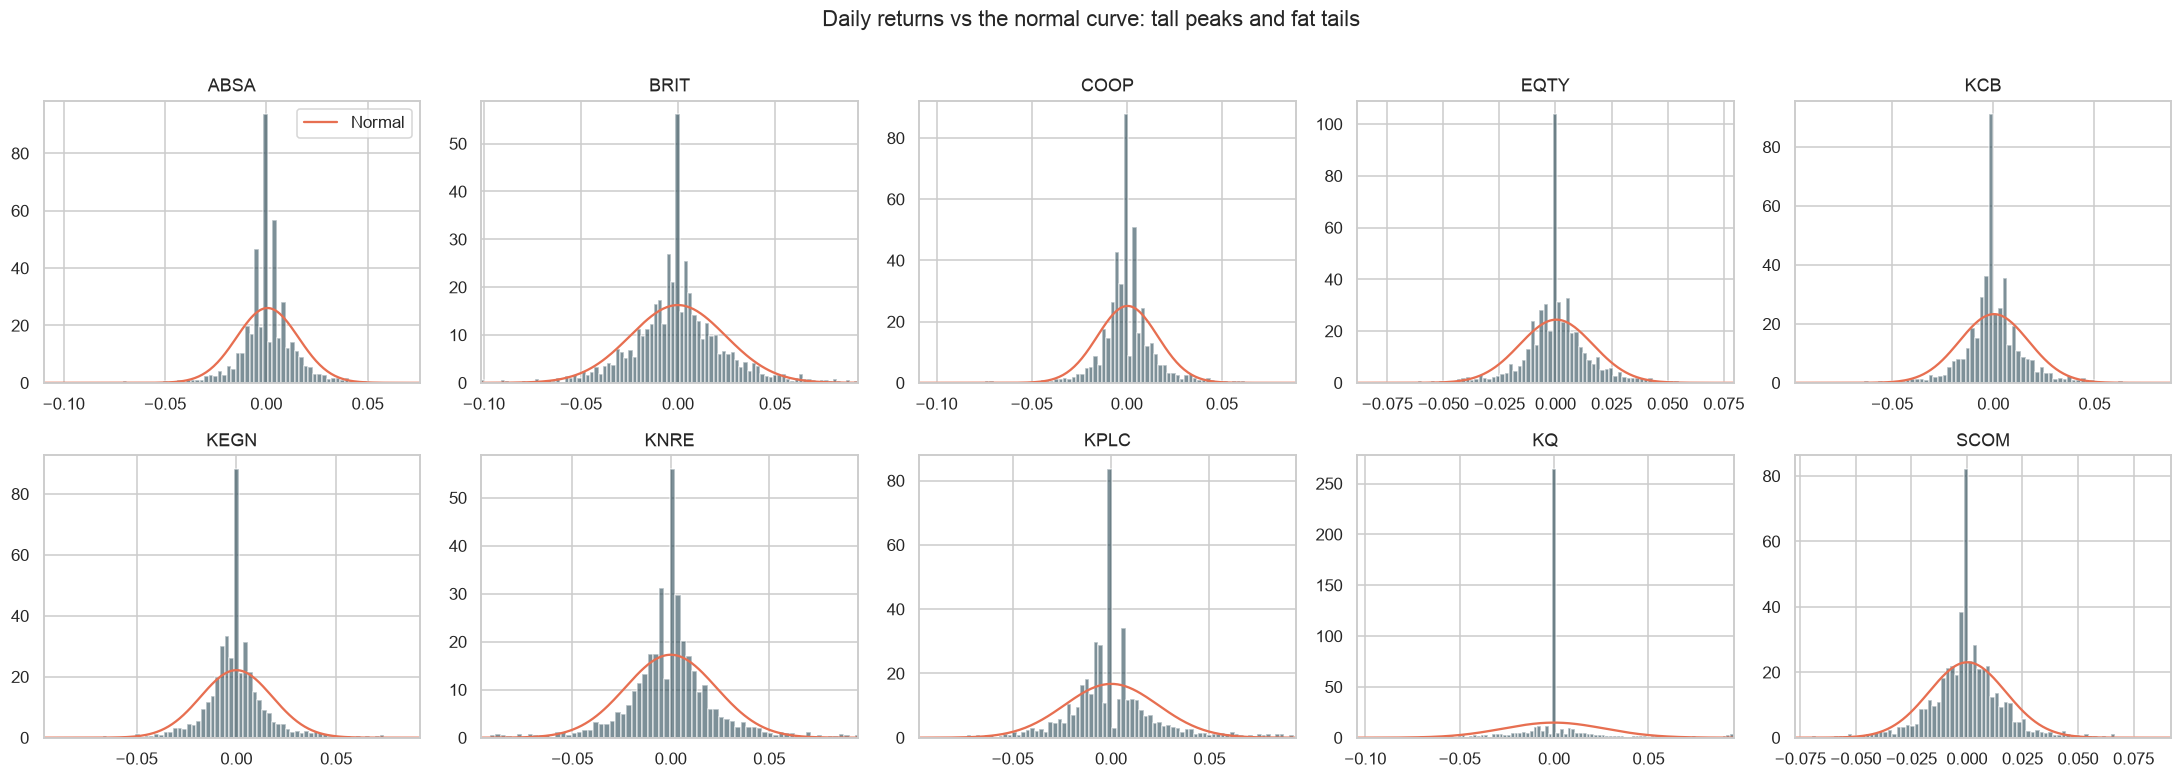 Daily returns vs the normal curve: tall peaks and fat tails
ABSA
Normal
80
60
40
20
0
−0.10 −0.05 0.00 0.05
BRIT
50
40
30
20
10
0
−0.10 −0.05 0.00 0.05
COOP
80
60
40
20
0
−0.10 −0.05 0.00 0.05
EQTY
100
80
60
40
20
0
−0.075 −0.050 −0.025 0.000 0.025 0.050 0.075
KCB
80
60
40
20
0
−0.05 0.00 0.05
KEGN
80
60
40
20
0
−0.05 0.00 0.05
KNRE
50
40
30
20
10
0
−0.05 0.00 0.05
KPLC
80
60
40
20
0
−0.05 0.00 0.05
KQ
250
200
150
100
50
0
−0.10 −0.05 0.00 0.05
SCOM
80
60
40
20
0
−0.075 −0.050 −0.025 0.000 0.025 0.050 0.075